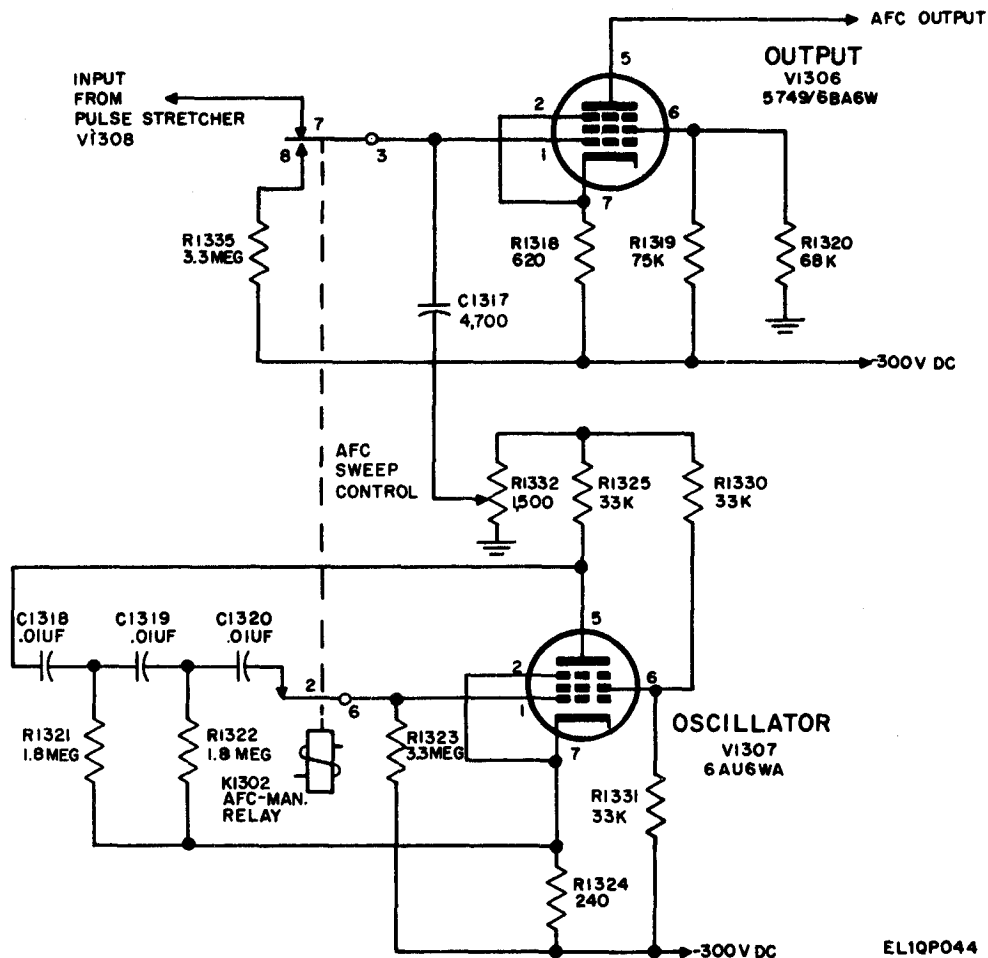 AFC OUTPUT
OUTPUT
V1306
5749/6BA6W
INPUT
FROM
PULSE STRETCHER
V1308
5
2
6
1
7
7
8
3
R1335
3.3MEG
R1318
620
R1319
75K
R1320
68K
C1317
4,700
-300V DC
AFC
SWEEP
CONTROL
R1332
1,500
R1325
33K
R1330
33K
C1318
.01UF
C1319
.01UF
C1320
.01UF
5
2
6
1
7
2
6
OSCILLATOR
V1307
6AU6WA
R1321
1.8MEG
R1322
1.8 MEG
R1323
3.3MEG
K1302
AFC-MAN.
RELAY
R1331
33K
R1324
240
-300V DC
EL1QP044